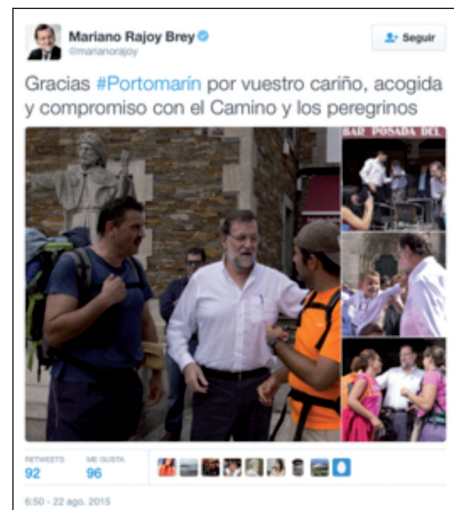 Mariano Rajoy Brey
@marianorajoy
Seguir
Gracias #Portomarín por vuestro cariño, acogida
y compromiso con el Camino y los peregrinos
BAR POSADA DEL
RETWEETS
92
ME GUSTA
96
6:50 - 22 ago. 2015